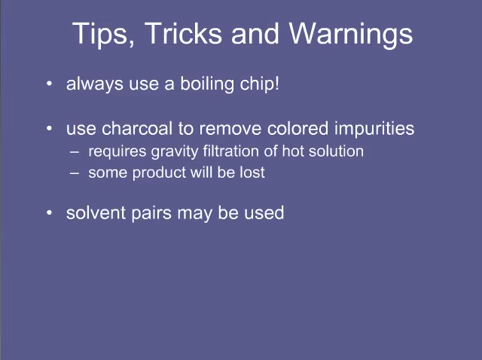 Tips, Tricks and Warnings
• always use a boiling chip!
• use charcoal to remove colored impurities
– requires gravity filtration of hot solution
– some product will be lost
• solvent pairs may be used